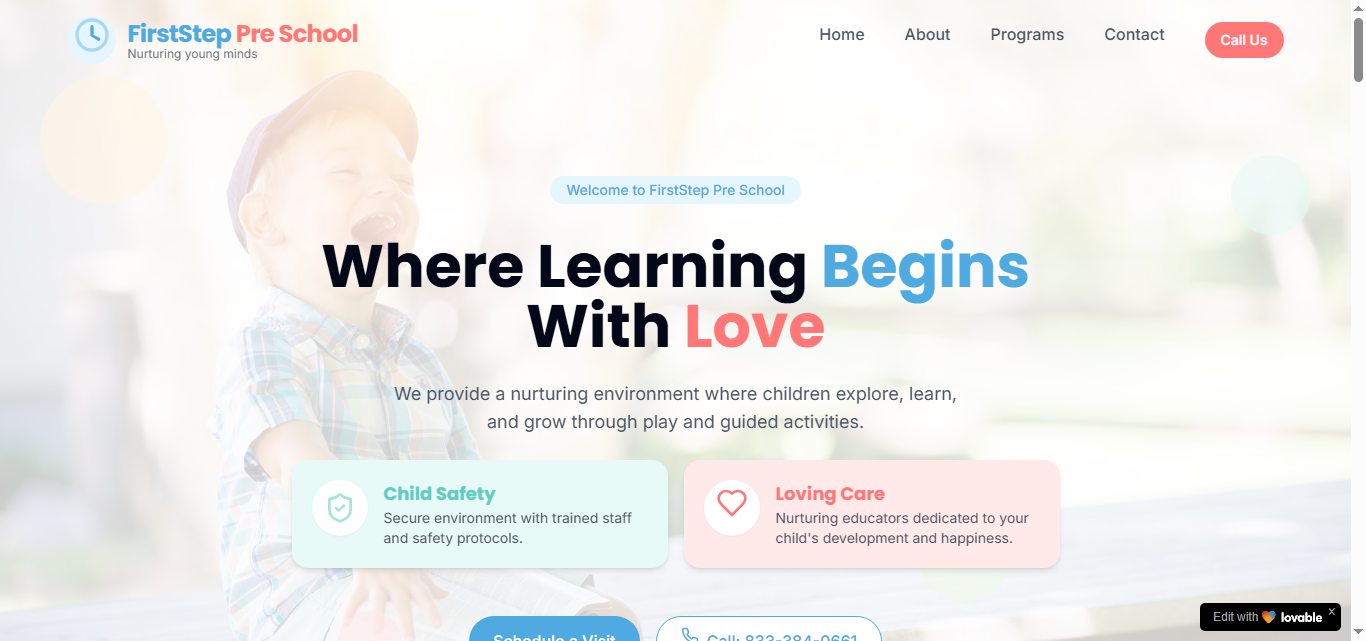 FirstStep Pre School
Nurturing young minds
Home
About
Programs
Contact
Call Us
Welcome to FirstStep Pre School
Where Learning Begins
With Love
We provide a nurturing environment where children explore, learn,
and grow through play and guided activities.
Child Safety
Secure environment with trained staff
and safety protocols.
Loving Care
Nurturing educators dedicated to your
child's development and happiness.
Schedule a Visit
Call: 833-384-0661
Edit with lovable
X